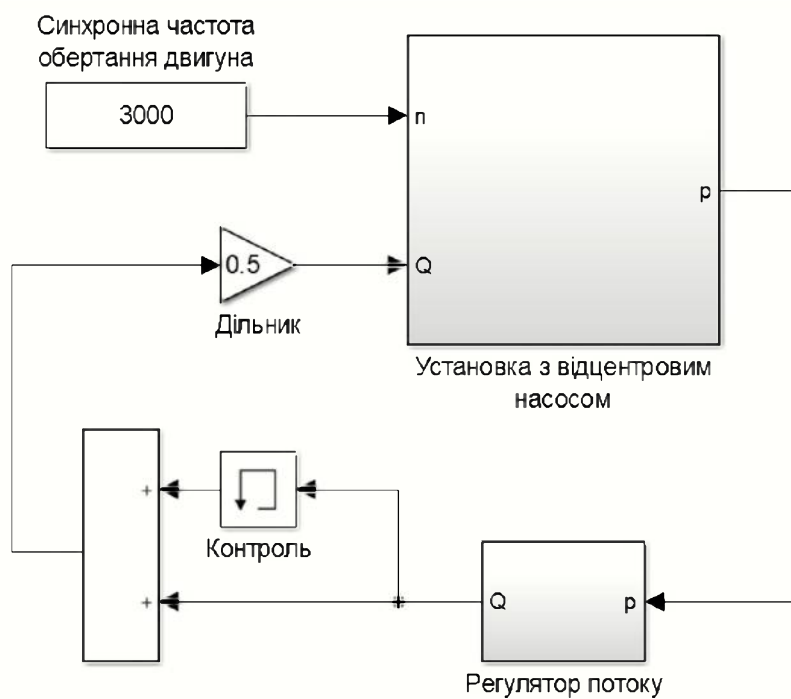 Синхронна частота
обертання двигуна
3000
n
p
0.5
Q
Дільник
Установка з відцентровим
насосом
+
Контроль
+
Q
p
Регулятор потоку